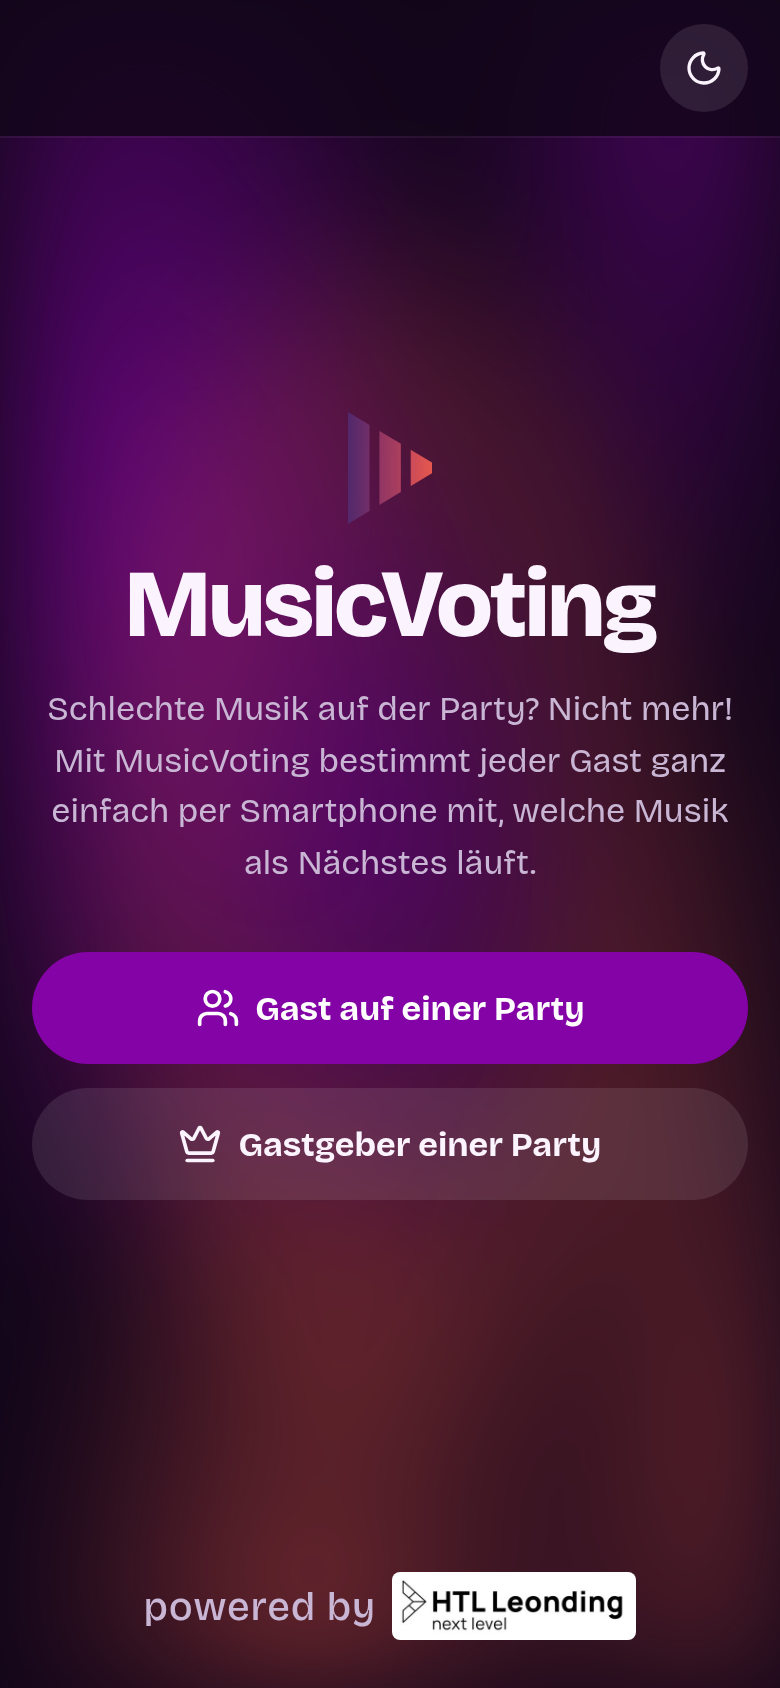 MusicVoting
Schlechte Musik auf der Party? Nicht mehr!
Mit MusicVoting bestimmt jeder Gast ganz
einfach per Smartphone mit, welche Musik
als Nächstes läuft.
Gast auf einer Party
Gastgeber einer Party
powered by HTL Leonding
next level